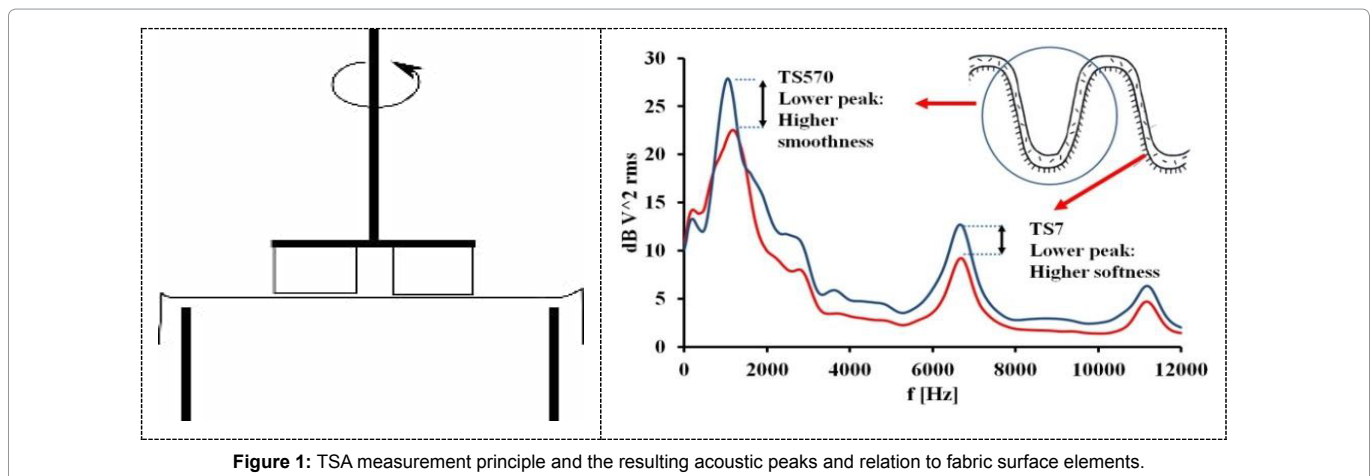 30
25
20
15
10
5
0
dB V^2 rms
TS570
Lower peak:
Higher
smoothness
TS7
Lower peak:
Higher softness
0 2000 4000 6000 8000 10000 12000
f [Hz]
Figure 1: TSA measurement principle and the resulting acoustic peaks and relation to fabric surface elements.